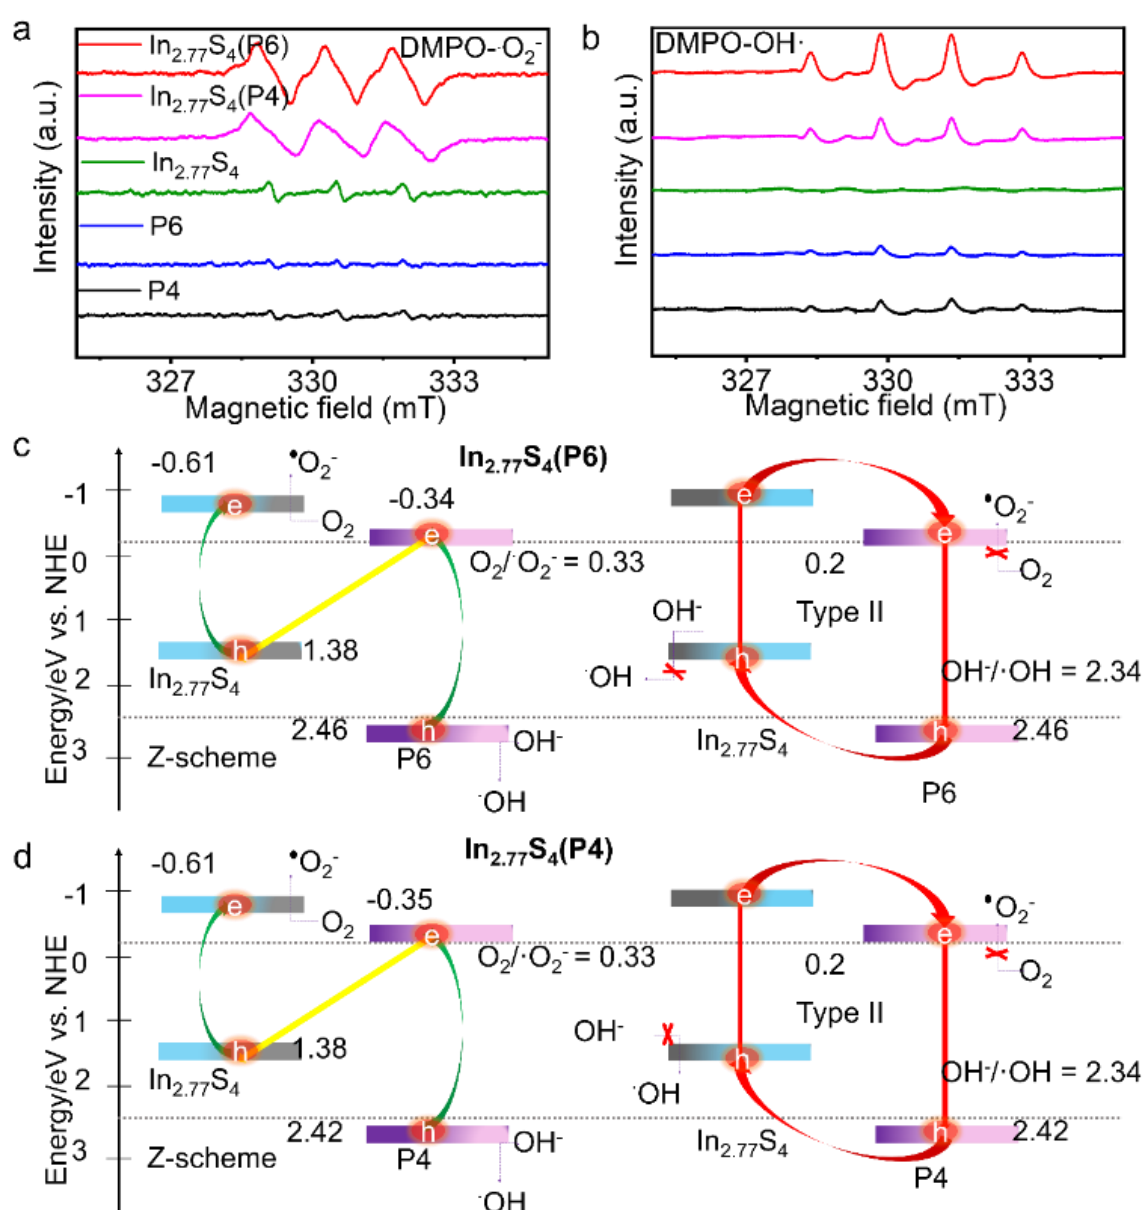 a
In2.77S4(P6)
DMPO-·O2-
In2.77S4(P4)
In2.77S4
P6
P4
Intensity (a.u.)
327 330 333
Magnetic field (mT)
b
DMPO-OH·
Intensity (a.u.)
327 330 333
Magnetic field (mT)
c
In2.77S4(P6)
Energy/eV vs. NHE
-1
0
1
2
3
-0.61
•O2-
O2
e
-0.34
e
O2/·O2- = 0.33
h
1.38
In2.77S4
2.46
h
OH-
Z-scheme
P6
·OH
e
e
•O2-
O2
0.2
Type II
OH-
·OH
h
OH-/·OH = 2.34
In2.77S4
h
2.46
P6
d
In2.77S4(P4)
Energy/eV vs. NHE
-1
0
1
2
3
-0.61
•O2-
O2
e
-0.35
e
O2/·O2- = 0.33
h
1.38
In2.77S4
2.42
h
OH-
Z-scheme
P4
·OH
e
e
•O2-
O2
0.2
Type II
OH-
·OH
h
OH-/·OH = 2.34
In2.77S4
h
2.42
P4